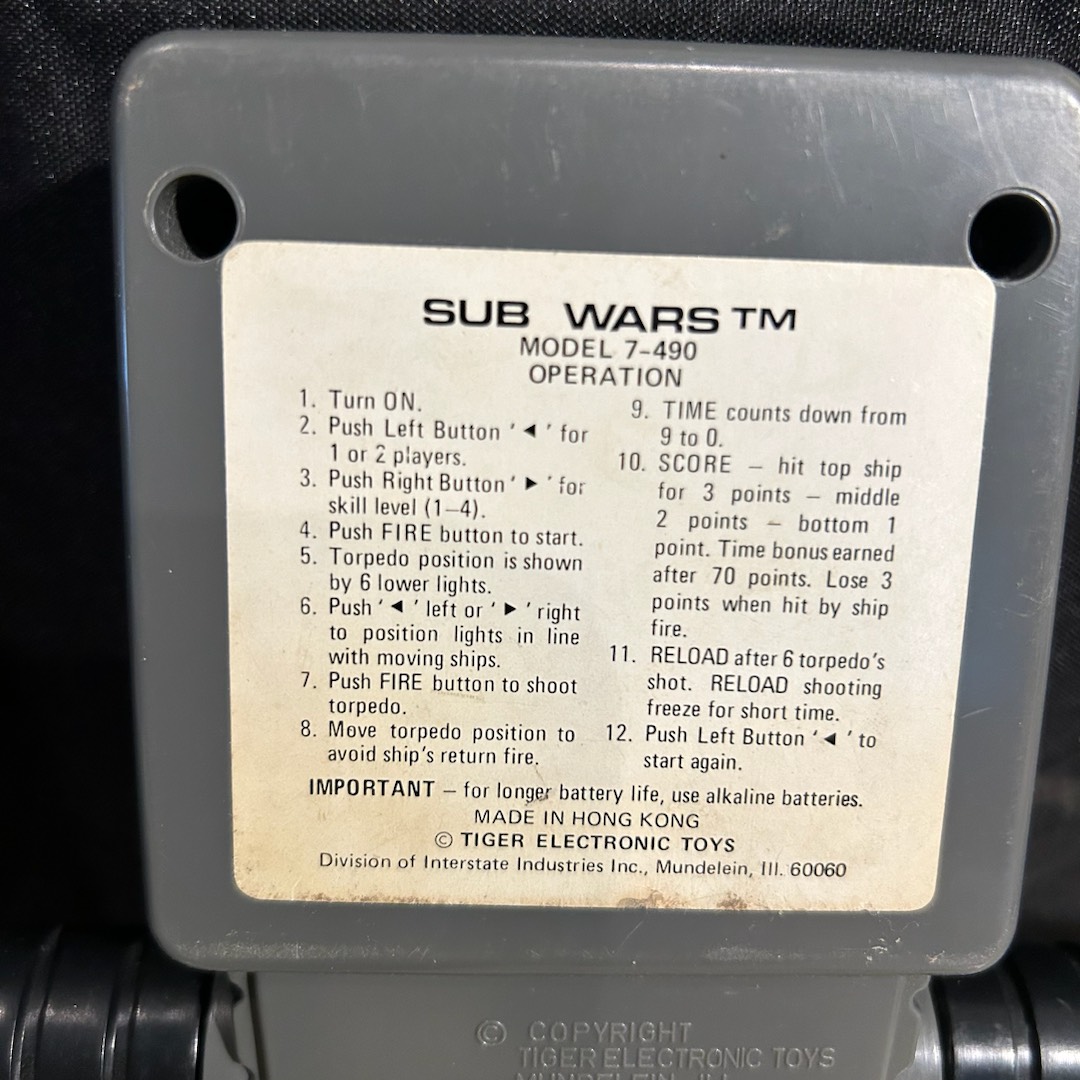 SUB WARS™
MODEL 7-490
OPERATION
1. Turn ON.
2. Push Left Button '◄' for
1 or 2 players.
3. Push Right Button '►' for
skill level (1–4).
4. Push FIRE button to start.
5. Torpedo position is shown
by 6 lower lights.
6. Push '◄' left or '►' right
to position lights in line
with moving ships.
7. Push FIRE button to shoot
torpedo.
8. Move torpedo position to
avoid ship's return fire.
9. TIME counts down from
9 to 0.
10. SCORE – hit top ship
for 3 points – middle
2 points – bottom 1
point. Time bonus earned
after 70 points. Lose 3
points when hit by ship
fire.
11. RELOAD after 6 torpedo's
shot. RELOAD shooting
freeze for short time.
12. Push Left Button '◄' to
start again.
IMPORTANT – for longer battery life, use alkaline batteries.
MADE IN HONG KONG
© TIGER ELECTRONIC TOYS
Division of Interstate Industries Inc., Mundelein, Ill. 60060
© COPYRIGHT
TIGER ELECTRONIC TOYS